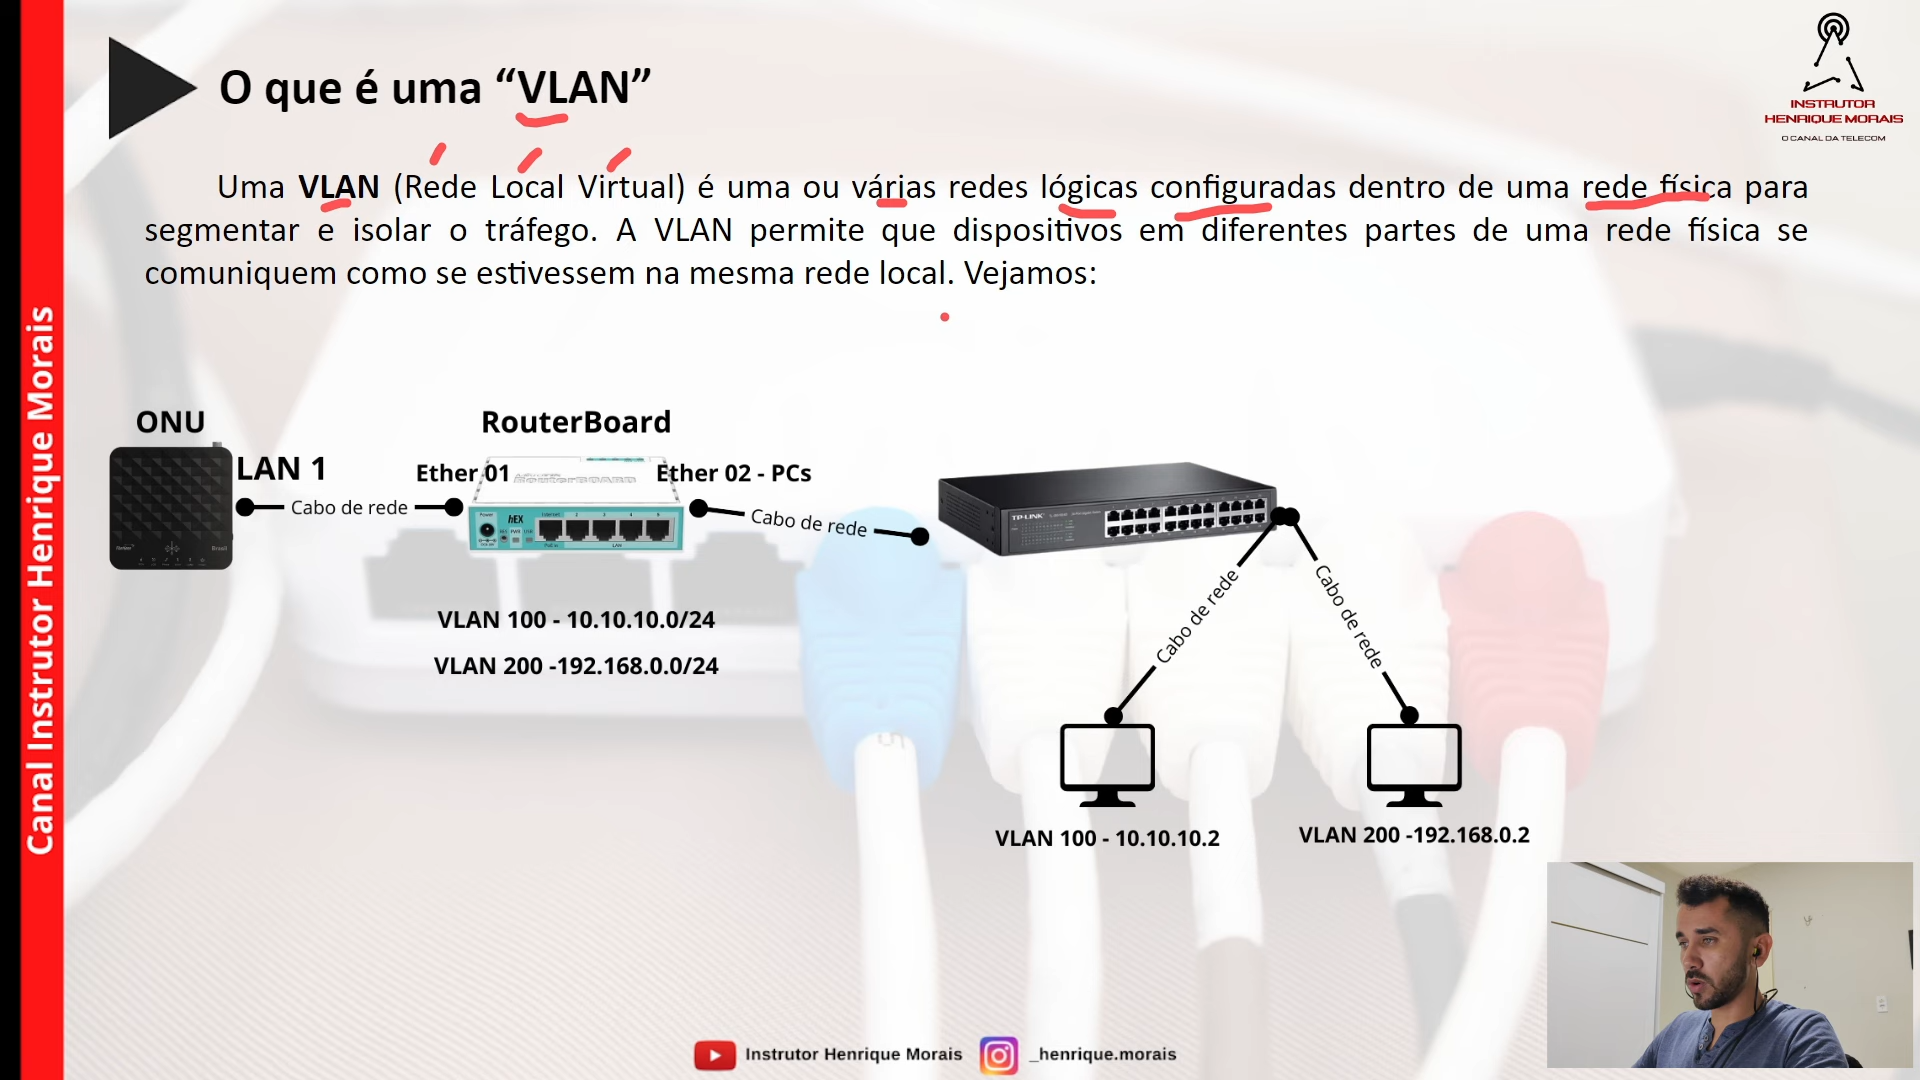 O que é uma “VLAN”
INSTRUTOR
HENRIQUE MORAIS
O CANAL DA TELECOM
Uma VLAN (Rede Local Virtual) é uma ou várias redes lógicas configuradas dentro de uma rede física para
segmentar e isolar o tráfego. A VLAN permite que dispositivos em diferentes partes de uma rede física se
comuniquem como se estivessem na mesma rede local. Vejamos:
Canal Instrutor Henrique Morais
ONU
RouterBoard
LAN 1
Ether 01
Ether 02 - PCs
Cabo de rede
Cabo de rede
hEX
TP-LINK
Cabo de rede
Cabo de rede
VLAN 100 - 10.10.10.0/24
VLAN 200 -192.168.0.0/24
VLAN 100 - 10.10.10.2
VLAN 200 -192.168.0.2
Instrutor Henrique Morais
_henrique.morais